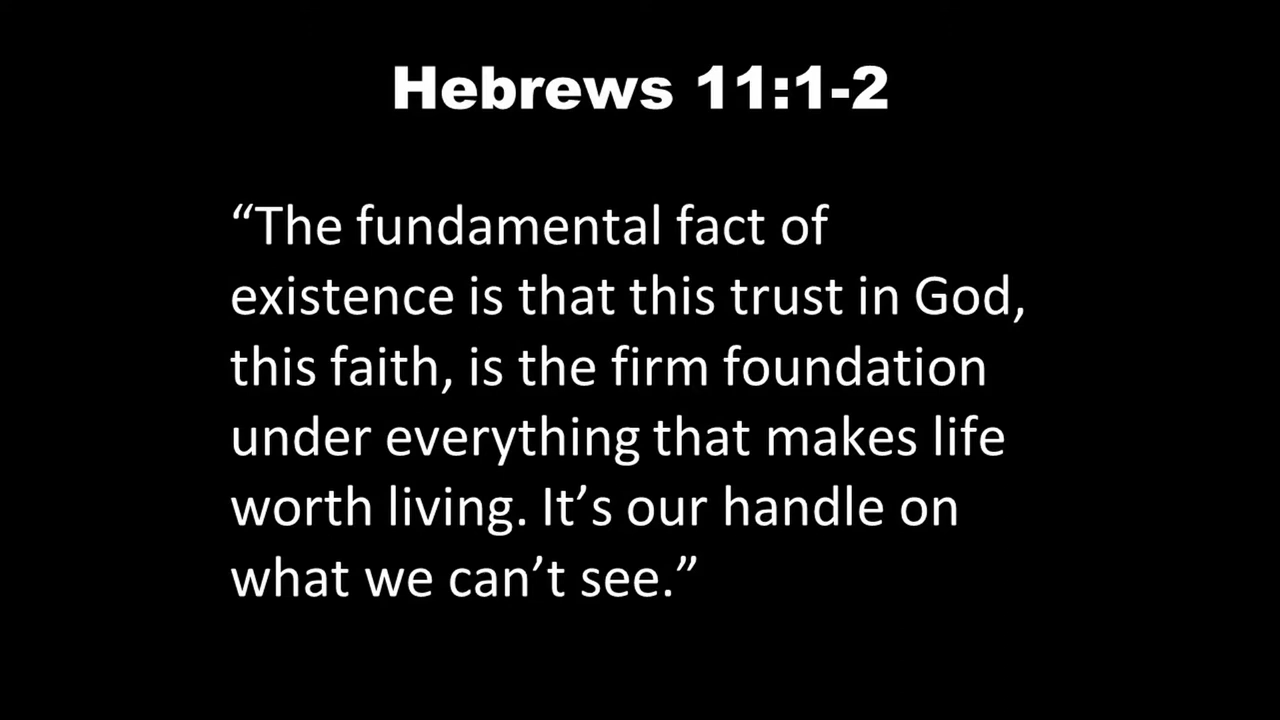 Hebrews 11:1-2
“The fundamental fact of
existence is that this trust in God,
this faith, is the firm foundation
under everything that makes life
worth living. It’s our handle on
what we can’t see.”